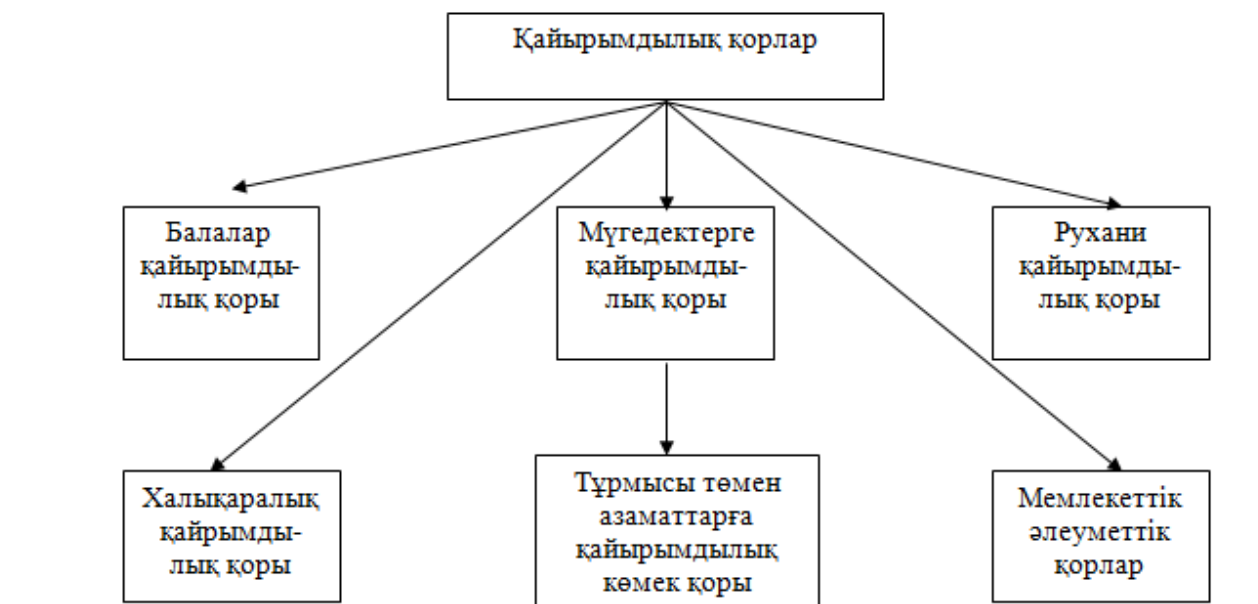 Қайырымдылық қорлар
Балалар
қайырымды-
лық қоры
Мүгедектерге
қайырымды-
лық қоры
Рухани
қайырымды-
лық қоры
Халықаралық
қайрымды-
лық қоры
Тұрмысы төмен
азаматтарға
қайырымдылық
көмек қоры
Мемлекеттік
әлеуметтік
қорлар